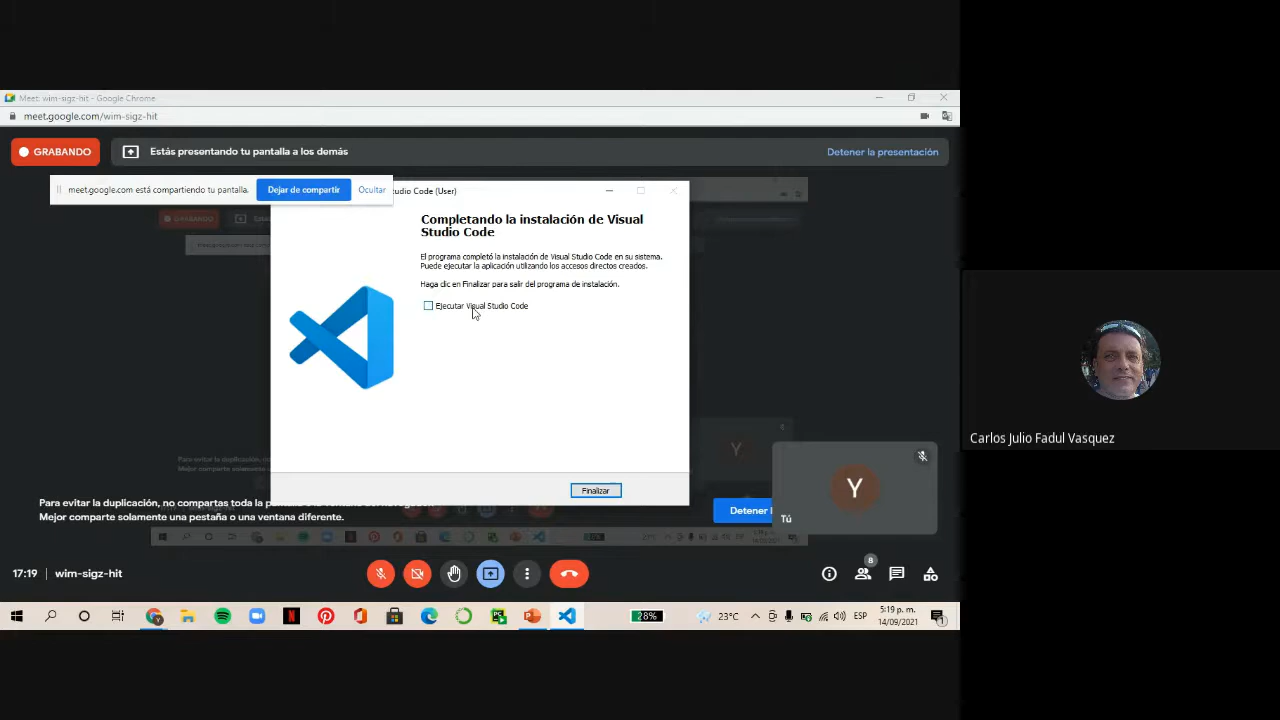 Meet: wim-sigz-hit - Google Chrome
meet.google.com/wim-sigz-hit
GRABANDO
Estás presentando tu pantalla a los demás
Detener la presentación
meet.google.com está compartiendo tu pantalla.
Dejar de compartir
Ocultar
tudio Code (User)
GRABANDO
Completando la instalación de Visual
Studio Code
El programa completó la instalación de Visual Studio Code en su sistema.
Puede ejecutar la aplicación utilizando los accesos directos creados.
Haga clic en Finalizar para salir del programa de instalación.
Ejecutar Visual Studio Code
Finalizar
Y
Y
Tú
Para evitar la duplicación, no compartas toda la
Mejor comparte solamente una pestaña o una ventana diferente.
Detener
17:19 | wim-sigz-hit
8
Carlos Julio Fadul Vasquez
28%
23°C
ESP
5:19 p. m.
14/09/2021
1